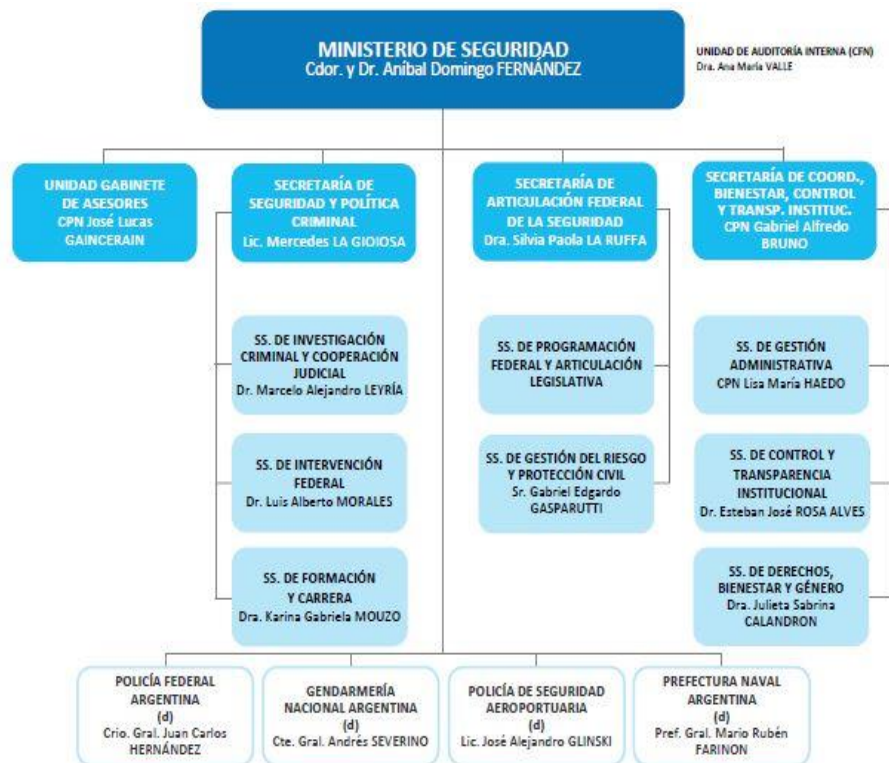 MINISTERIO DE SEGURIDAD
Cdor. y Dr. Aníbal Domingo FERNÁNDEZ
UNIDAD DE AUDITORÍA INTERNA (CFN)
Dra. Ana María VALLE
UNIDAD GABINETE
DE ASESORES
CPN José Lucas
GAINCERAIN
SECRETARÍA DE
SEGURIDAD Y POLÍTICA
CRIMINAL
Lic. Mercedes LA GIOIOSA
SECRETARÍA DE
ARTICULACIÓN FEDERAL
DE LA SEGURIDAD
Dra. Silvia Paola LA RUFFA
SECRETARÍA DE COORD.,
BIENESTAR, CONTROL
Y TRANSP. INSTITUC.
CPN Gabriel Alfredo
BRUNO
SS. DE INVESTIGACIÓN
CRIMINAL Y COOPERACIÓN
JUDICIAL
Dr. Marcelo Alejandro LEYRÍA
SS. DE PROGRAMACIÓN
FEDERAL Y ARTICULACIÓN
LEGISLATIVA
SS. DE GESTIÓN
ADMINISTRATIVA
CPN Lisa María HAEDO
SS. DE INTERVENCIÓN
FEDERAL
Dr. Luis Alberto MORALES
SS. DE GESTIÓN DEL RIESGO
Y PROTECCIÓN CIVIL
Sr. Gabriel Edgardo
GASPARUTTI
SS. DE CONTROL Y
TRANSPARENCIA
INSTITUCIONAL
Dr. Esteban José ROSA ALVES
SS. DE FORMACIÓN
Y CARRERA
Dra. Karina Gabriela MOUZO
SS. DE DERECHOS,
BIENESTAR Y GÉNERO
Dra. Julieta Sabrina
CALANDRON
POLICÍA FEDERAL
ARGENTINA
(d)
Crio. Gral. Juan Carlos
HERNÁNDEZ
GENDARMERÍA
NACIONAL ARGENTINA
(d)
Cte. Gral. Andrés SEVERINO
POLICÍA DE SEGURIDAD
AEROPORTUARIA
(d)
Lic. José Alejandro GLINSKI
PREFECTURA NAVAL
ARGENTINA
(d)
Pref. Gral. Mario Rubén
FARINON